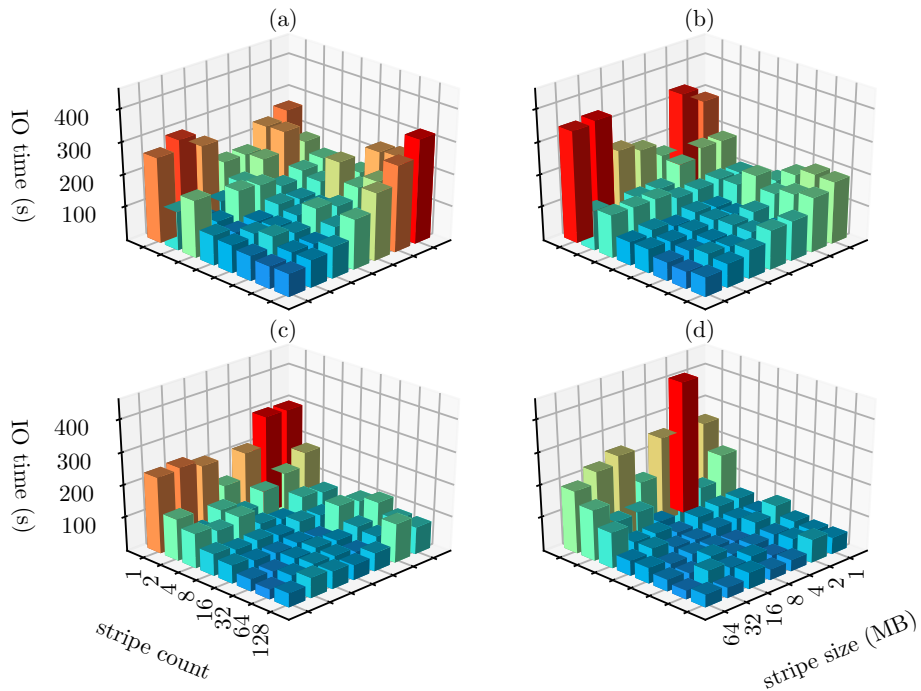 (a)
(b)
IO time (s)
400
300
200
100
(c)
(d)
IO time (s)
400
300
200
100
1
2
4
8
16
32
64
128
stripe count
64
32
16
8
4
2
1
stripe size (MB)